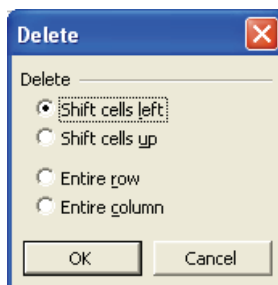 Delete
Delete
Shift cells left
Shift cells up
Entire row
Entire column
OK Cancel